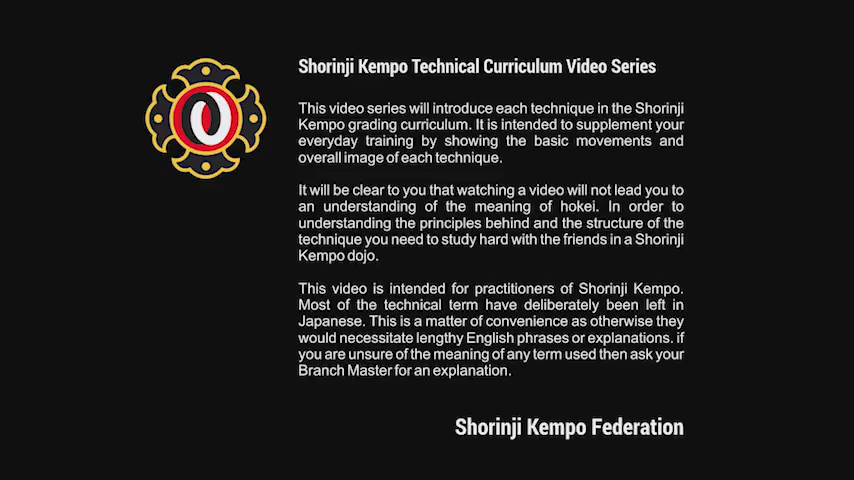 Shorinji Kempo Technical Curriculum Video Series
This video series will introduce each technique in the Shorinji
Kempo grading curriculum. It is intended to supplement your
everyday training by showing the basic movements and
overall image of each technique.
It will be clear to you that watching a video will not lead you to
an understanding of the meaning of hokei. In order to
understanding the principles behind and the structure of the
technique you need to study hard with the friends in a Shorinji
Kempo dojo.
This video is intended for practitioners of Shorinji Kempo.
Most of the technical term have deliberately been left in
Japanese. This is a matter of convenience as otherwise they
would necessitate lengthy English phrases or explanations. if
you are unsure of the meaning of any term used then ask your
Branch Master for an explanation.
Shorinji Kempo Federation